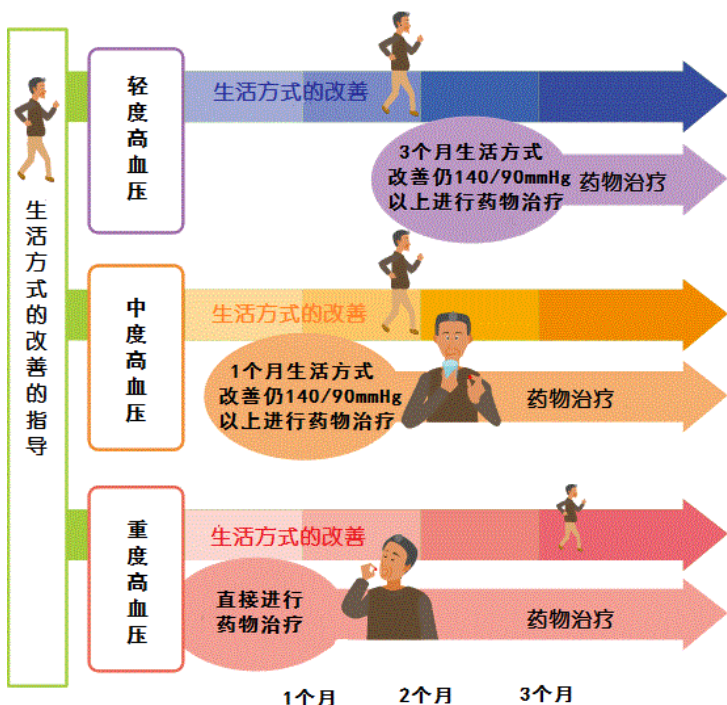 生活方式的改善的指导
轻度高血压
生活方式的改善
3个月生活方式
改善仍140/90mmHg
以上进行药物治疗
药物治疗
中度高血压
生活方式的改善
1个月生活方式
改善仍140/90mmHg
以上进行药物治疗
药物治疗
重度高血压
生活方式的改善
直接进行
药物治疗
药物治疗
1个月 2个月 3个月